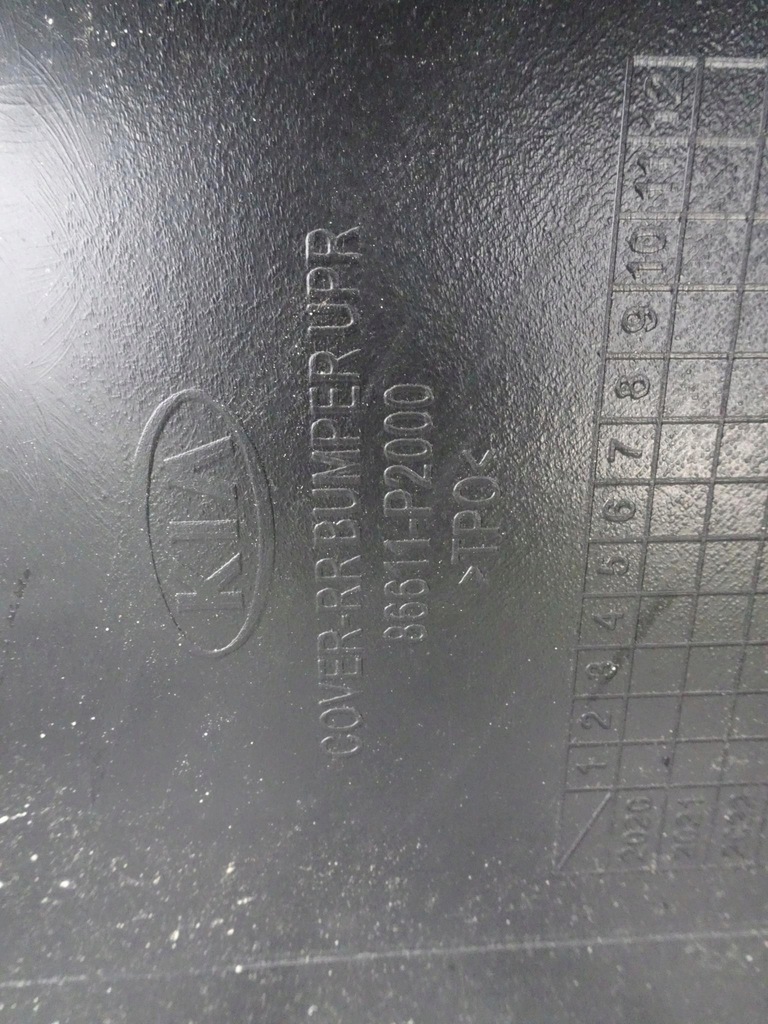 KIA
COVER-RR BUMPER UPR
86611-P2000
>TPO<
1 2 3 4 5 6 7 8 9 10 11 12
2020
2021
2022